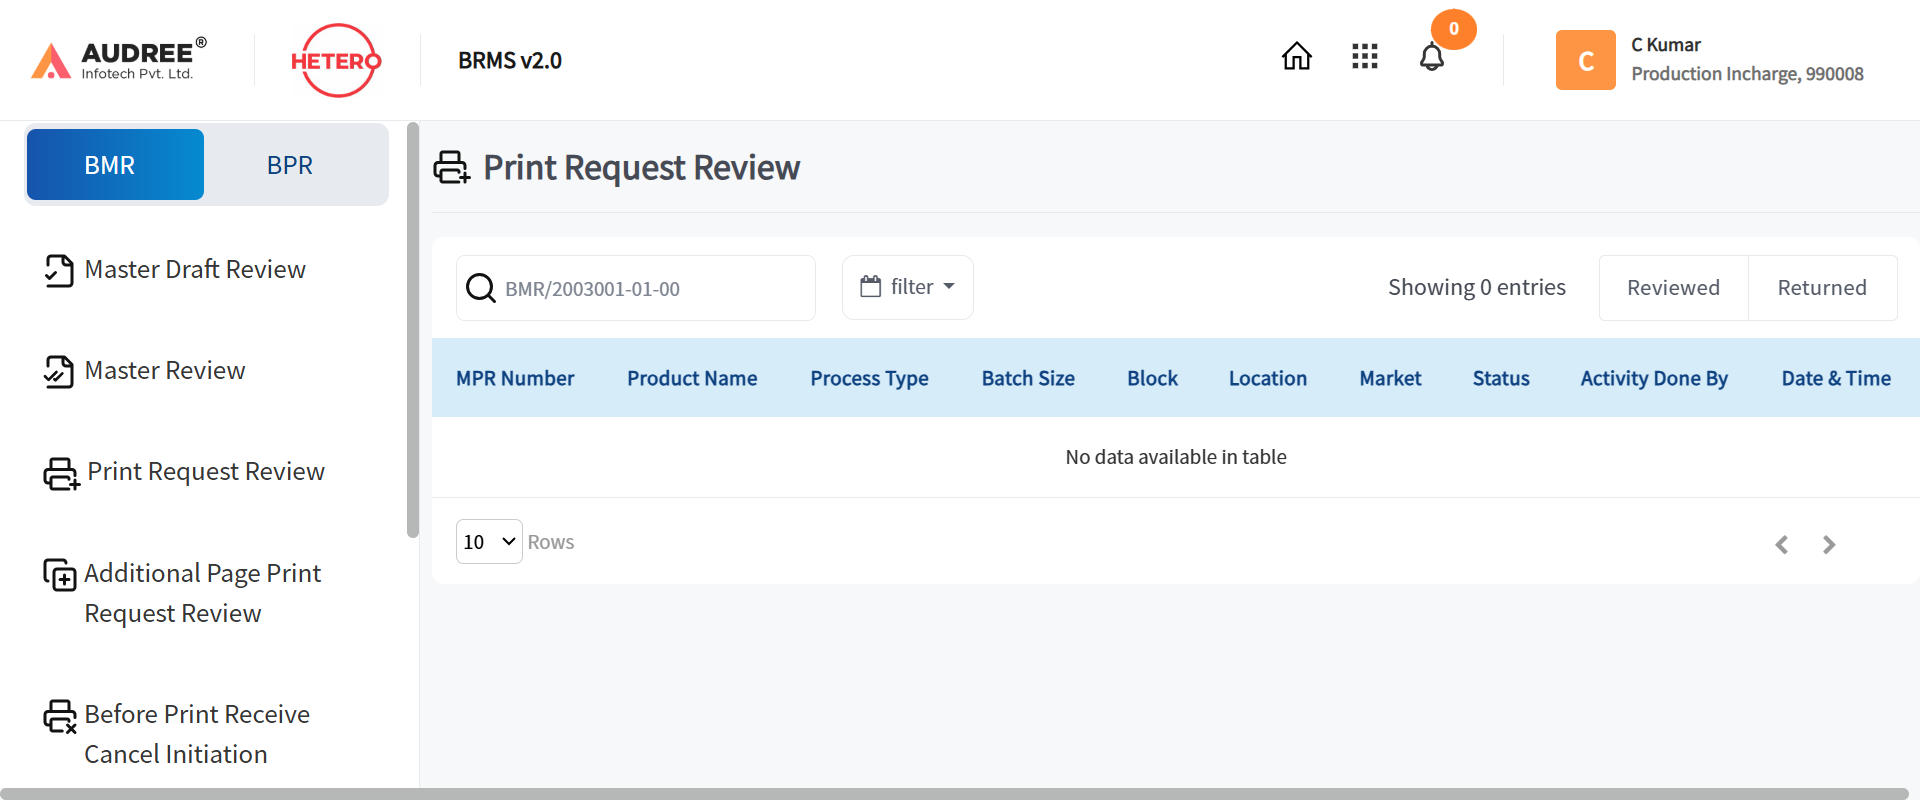 AUDREE®
Infotech Pvt. Ltd.
HETERO
BRMS v2.0
0
C
C Kumar
Production Incharge, 990008
BMR
BPR
Master Draft Review
Master Review
Print Request Review
Additional Page Print
Request Review
Before Print Receive
Cancel Initiation
Print Request Review
BMR/2003001-01-00
filter
Showing 0 entries
Reviewed
Returned
MPR Number Product Name Process Type Batch Size Block Location Market Status Activity Done By Date & Time
No data available in table
10 Rows